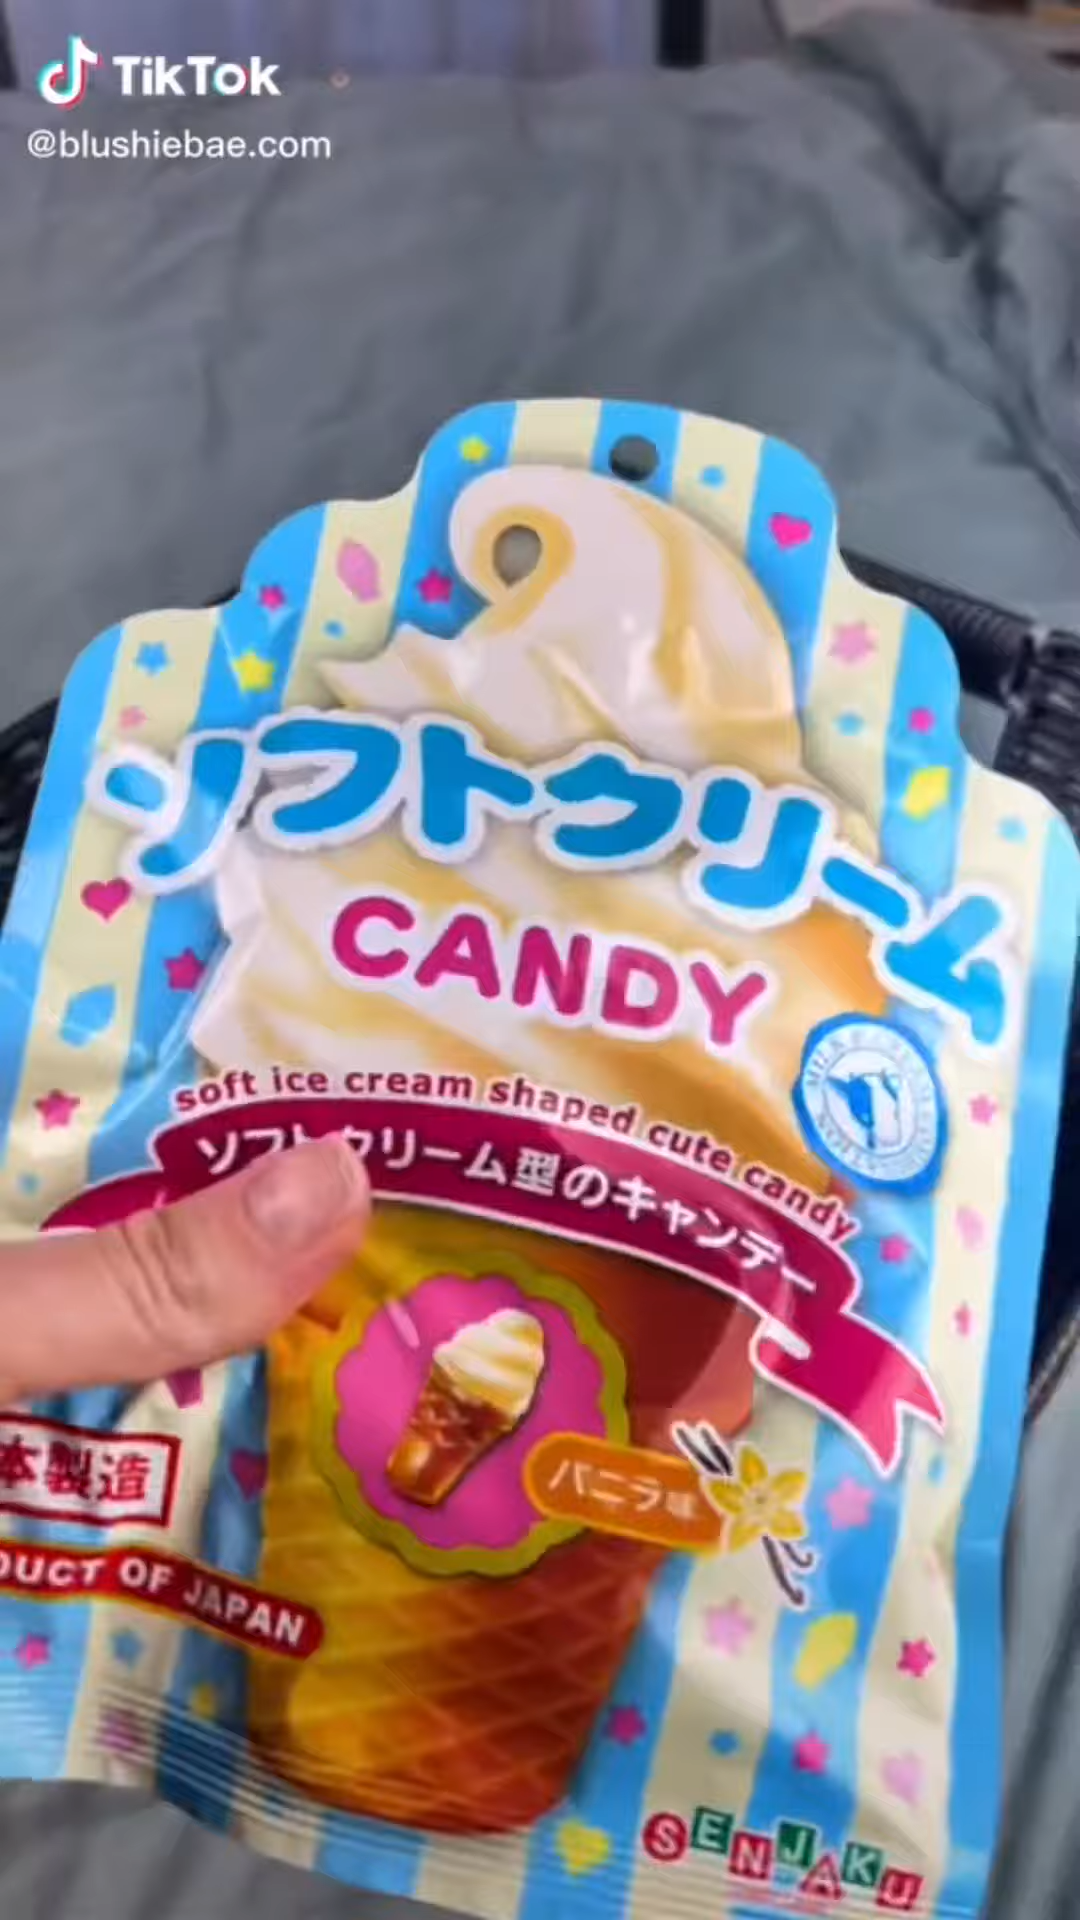 TikTok
@blushiebae.com
ソフトクリーム
CANDY
soft ice cream shaped cute candy
ソフトクリーム型のキャンデー
バニラ味
本製造
DUCT OF JAPAN
SENJAKU